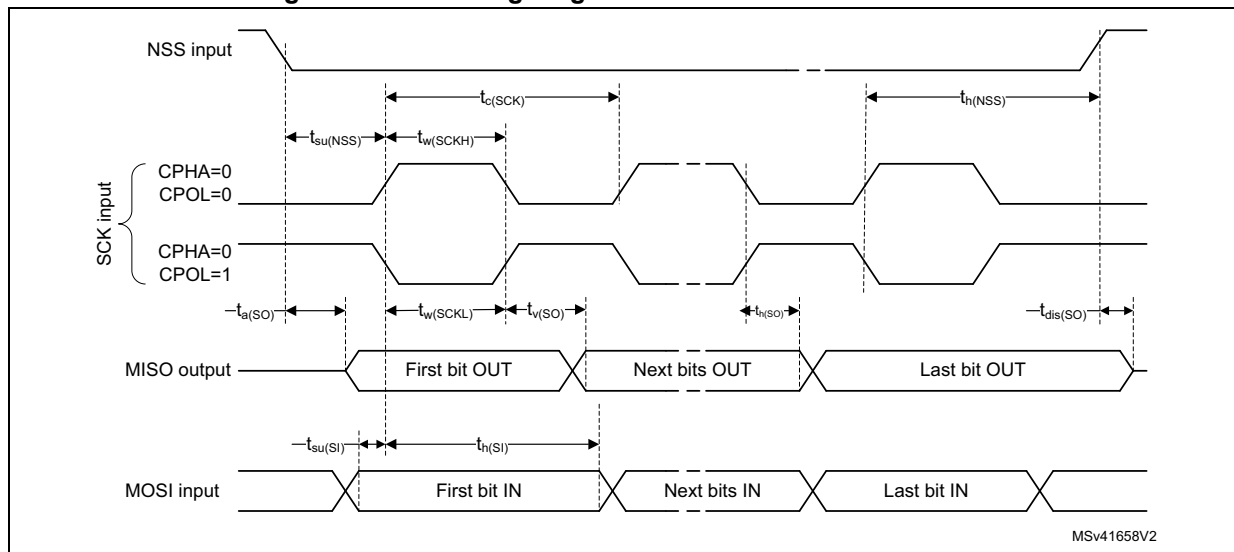 NSS input
tc(SCK)
th(NSS)
tsu(NSS)
tw(SCKH)
SCK input
CPHA=0
CPOL=0
CPHA=0
CPOL=1
ta(SO)
tw(SCKL)
tv(SO)
th(SO)
tdis(SO)
MISO output
First bit OUT
Next bits OUT
Last bit OUT
tsu(SI)
th(SI)
MOSI input
First bit IN
Next bits IN
Last bit IN
MSv41658V2